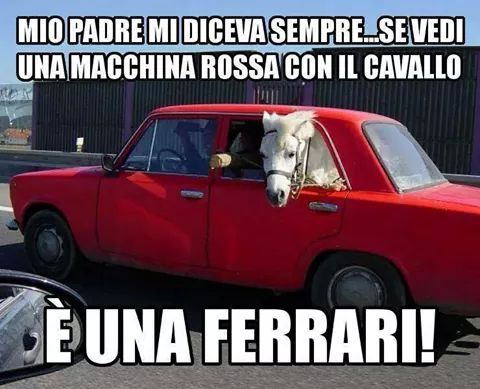 MIO PADRE MI DICEVA SEMPRE...SE VEDI
UNA MACCHINA ROSSA CON IL CAVALLO
È UNA FERRARI!